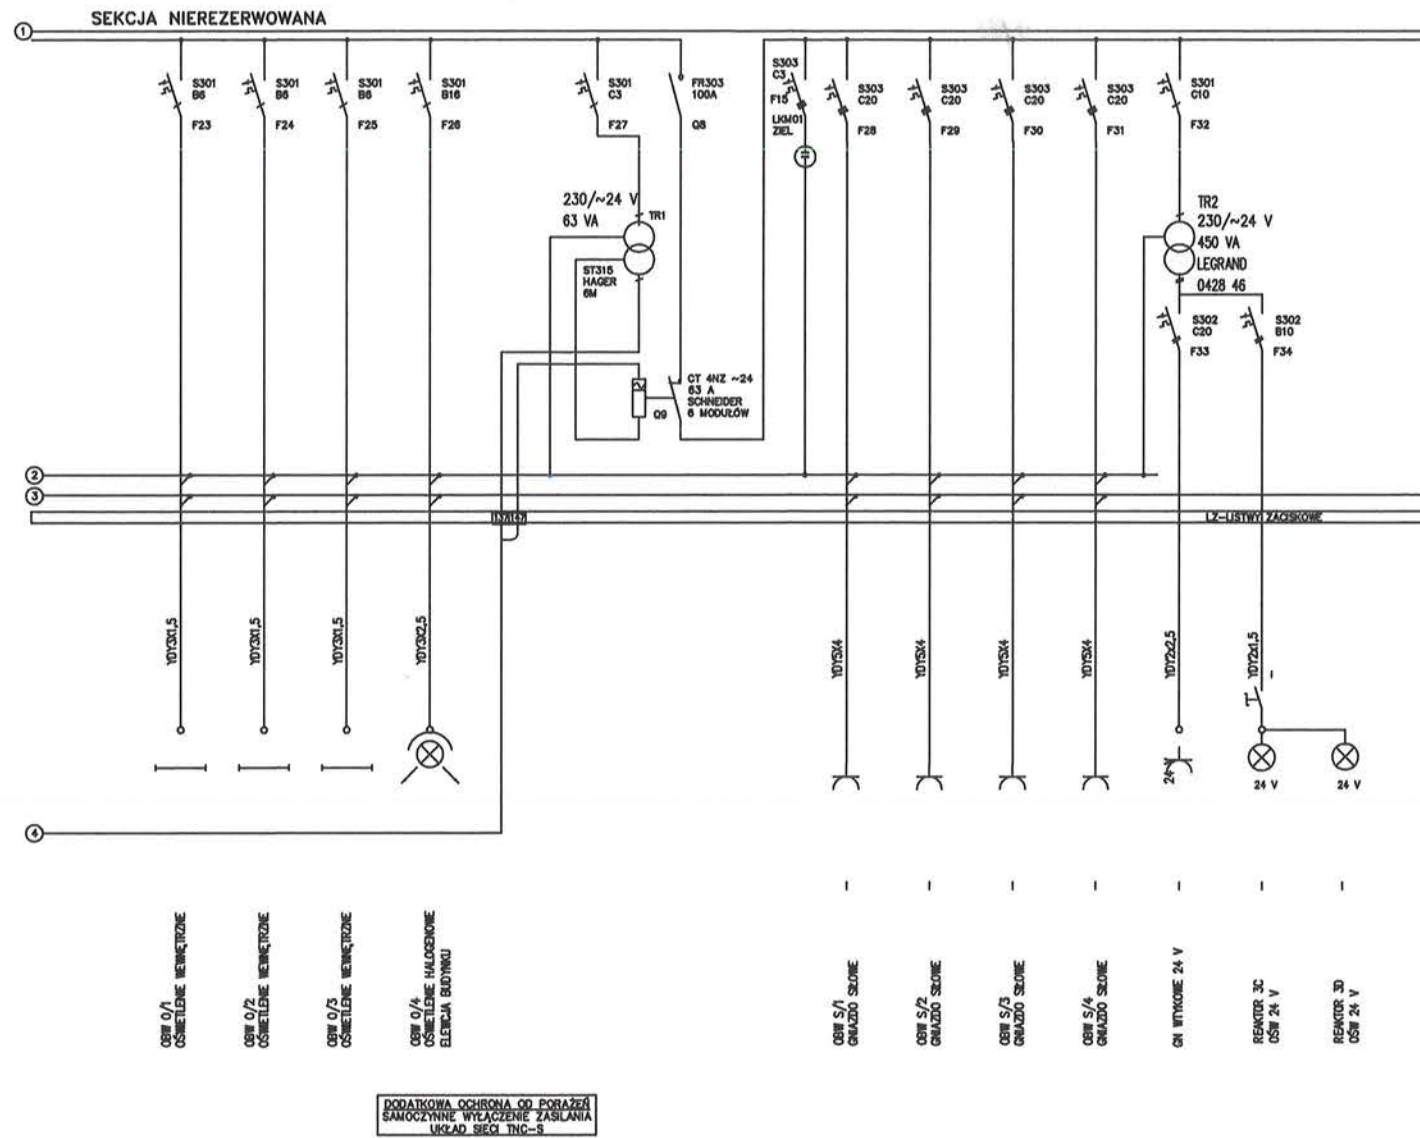 SEKCJA NIEREZERWOWANA
1
S301
B6
F23
S301
B6
F24
S301
B6
F25
S301
B16
F26
S301
C3
F27
FR303
100A
Q8
S303
C3
F15
LKM01
ZIEL
S303
C20
F28
S303
C20
F29
S303
C20
F30
S303
C20
F31
S301
C10
F32
230/~24 V
63 VA
TR1
ST315
HAGER
6M
TR2
230/~24 V
450 VA
LEGRAND
0428 46
S302
C20
F33
S302
B10
F34
CT 4NZ ~24
63 A
SCHNEIDER
6 MODUŁÓW
Q9
2
3
137 147
LZ-LISTWY ZACISKOWE
YDY3X1,5
YDY3X1,5
YDY3X1,5
YDY3X2,5
YDY5X4
YDY5X4
YDY5X4
YDY5X4
YDY2x2,5
YDY2x1,5
24 V
24 V
24 V
4
OBW O/1
OŚWIETLENIE WEWNĘTRZNE
OBW O/2
OŚWIETLENIE WEWNĘTRZNE
OBW O/3
OŚWIETLENIE WEWNĘTRZNE
OBW O/4
OŚWIETLENIE HALOGENOWE
ELEWCJA BUDYNKU
OBW S/1
GNIAZDO SIŁOWE
OBW S/2
GNIAZDO SIŁOWE
OBW S/3
GNIAZDO SIŁOWE
OBW S/4
GNIAZDO SIŁOWE
GN WTYKOWE 24 V
REAKTOR 3C
OŚW 24 V
REAKTOR 3D
OŚW 24 V
DODATKOWA OCHRONA OD PORAŻEŃ
SAMOCZYNNE WYŁĄCZENIE ZASILANIA
UKŁAD SIECI TNC-S